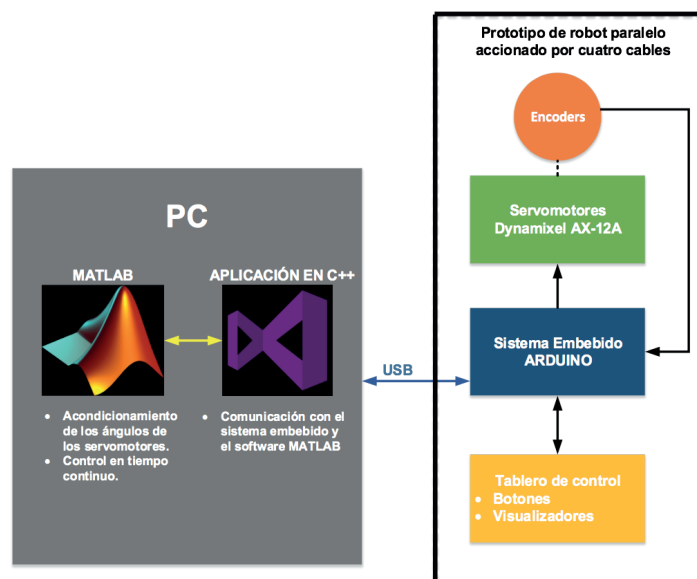 Prototipo de robot paralelo
accionado por cuatro cables
Encoders
Servomotores
Dynamixel AX-12A
Sistema Embebido
ARDUINO
Tablero de control
• Botones
• Visualizadores
USB
PC
MATLAB
• Acondicionamiento
de los ángulos de
los servomotores.
• Control en tiempo
continuo.
APLICACIÓN EN C++
• Comunicación con el
sistema embebido y
el software MATLAB